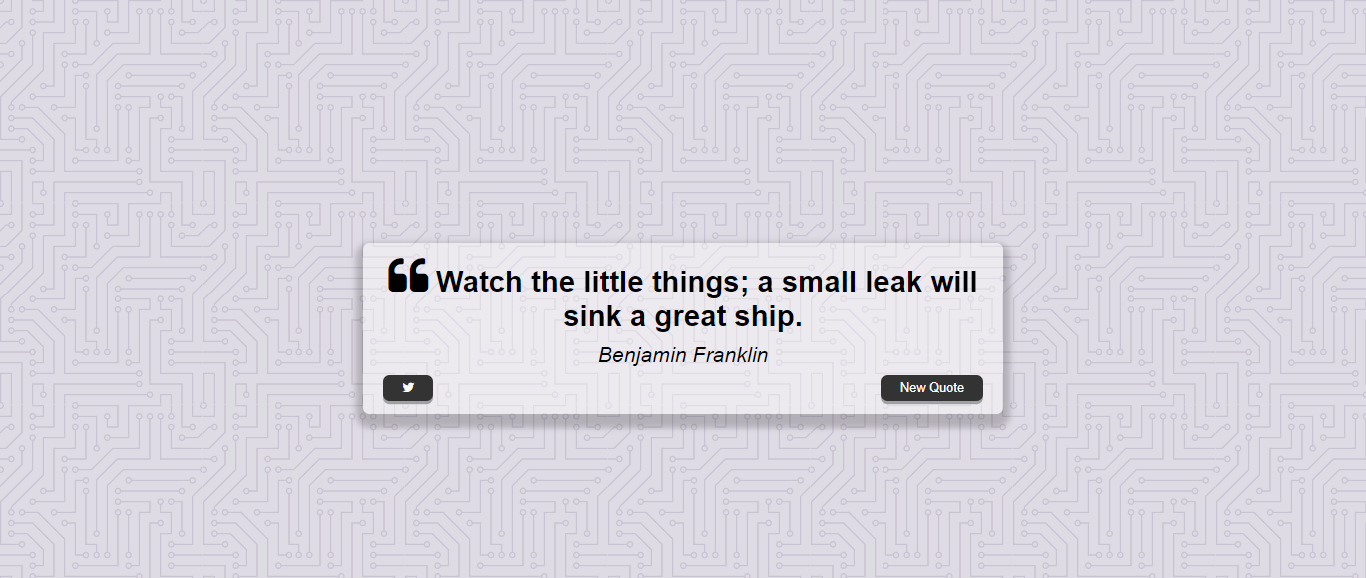 Watch the little things; a small leak will
sink a great ship.
Benjamin Franklin
New Quote